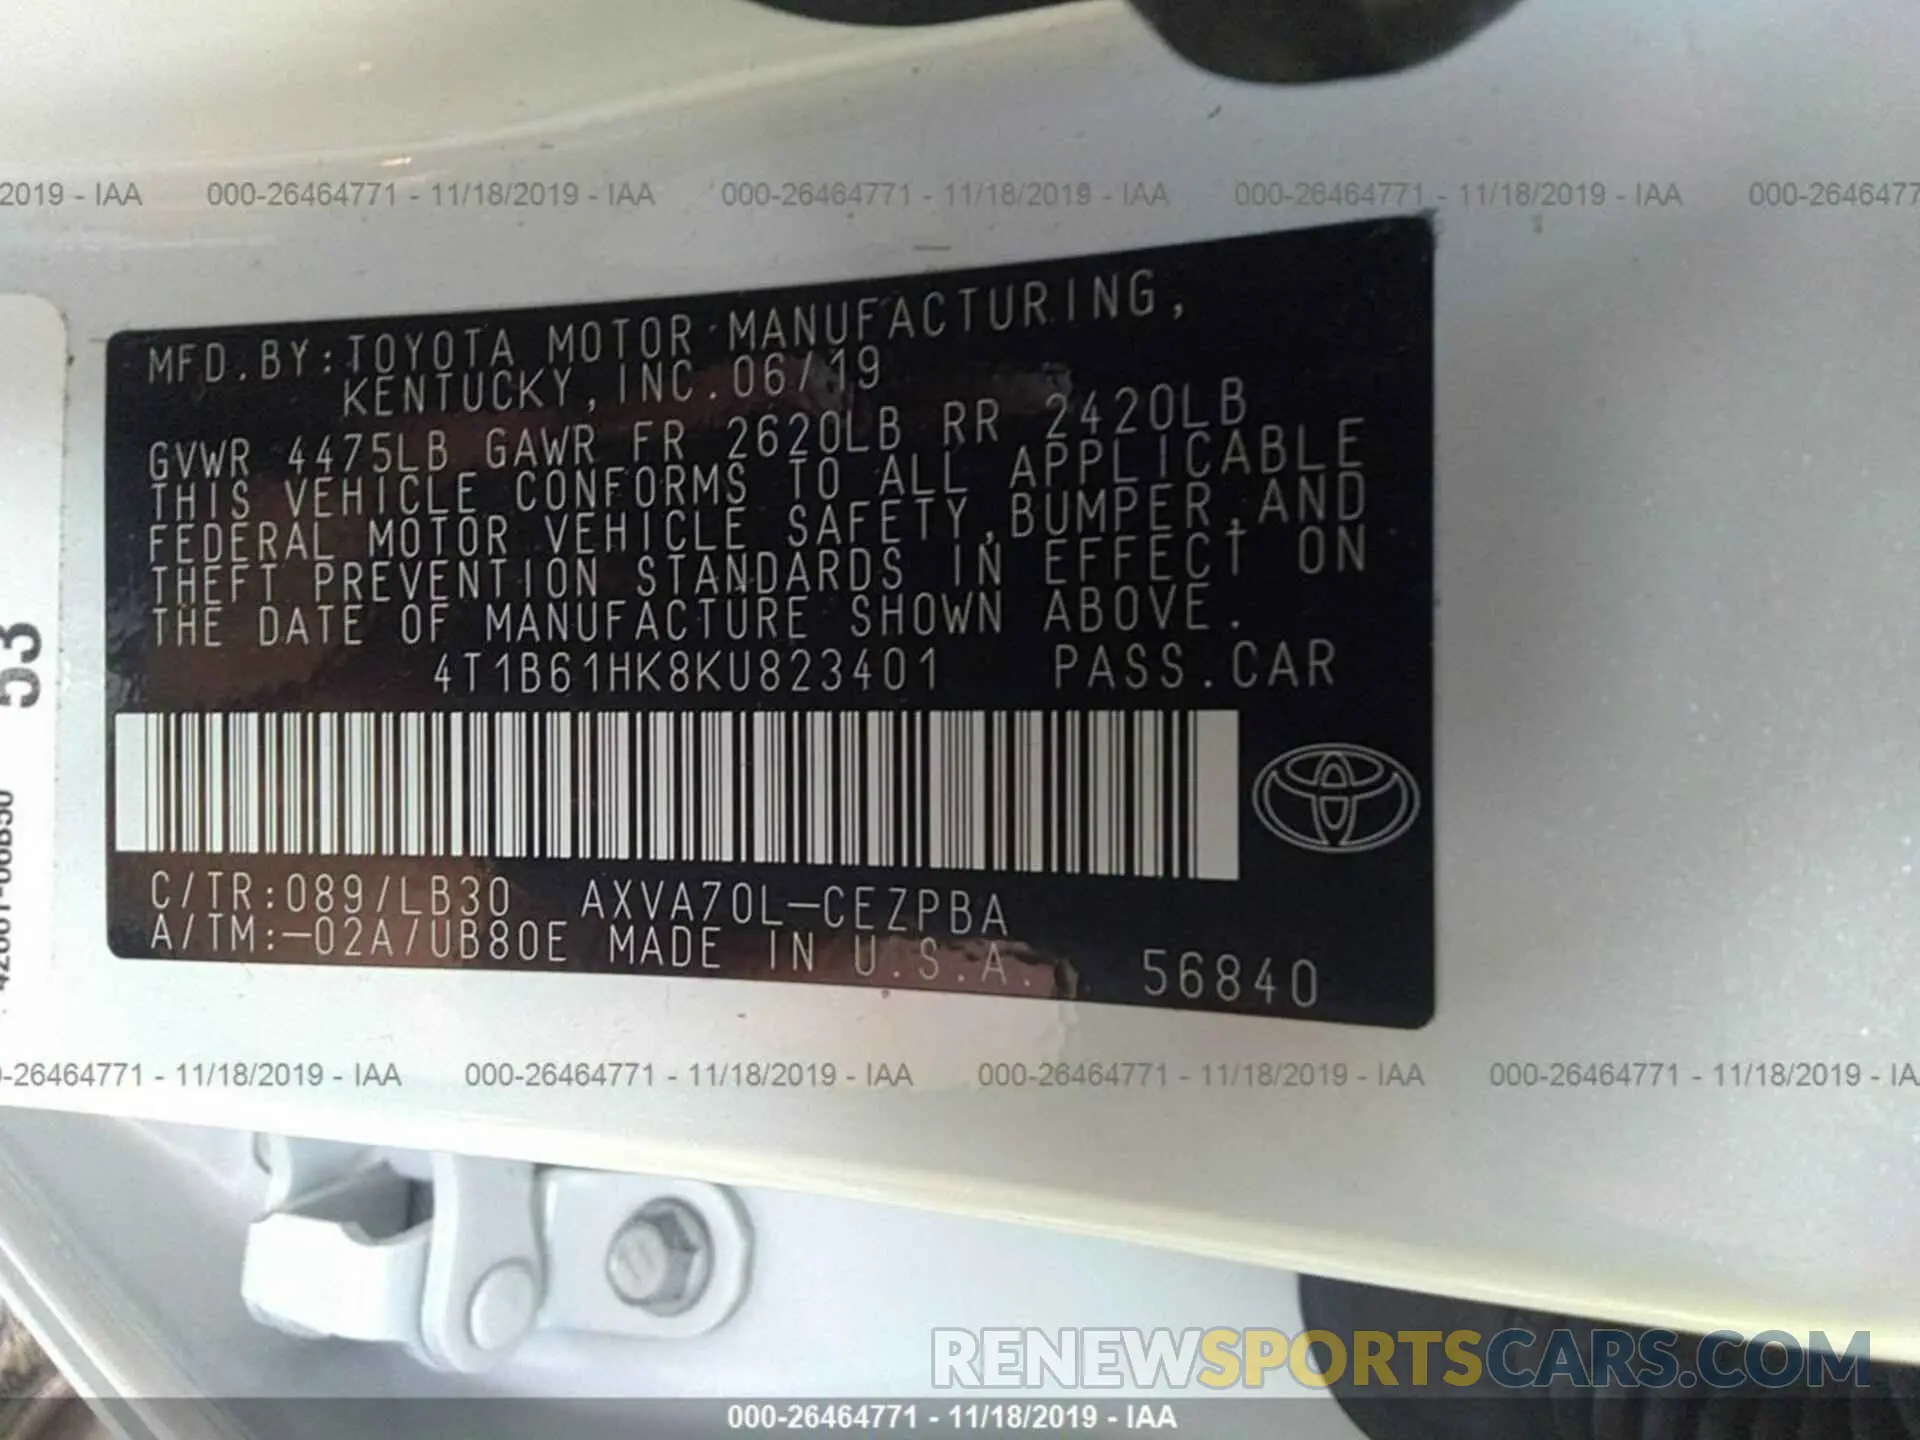 2019 - IAA 000-26464771 - 11/18/2019 - IAA 000-26464771 - 11/18/2019 - IAA 000-26464771 - 11/18/2019 - IAA 000-264647
MFD.BY:TOYOTA MOTOR MANUFACTURING,
KENTUCKY,INC.06/19
GVWR 4475LB GAWR FR 2620LB RR 2420LB
THIS VEHICLE CONFORMS TO ALL APPLICABLE
FEDERAL MOTOR VEHICLE SAFETY,BUMPER,AND
THEFT PREVENTION STANDARDS IN EFFECT ON
THE DATE OF MANUFACTURE SHOWN ABOVE.
4T1B61HK8KU823401 PASS.CAR
C/TR:089/LB30 AXVA70L-CEZPBA
A/TM:-02A/UB80E MADE IN U.S.A. 56840
53
-26464771 - 11/18/2019 - IAA 000-26464771 - 11/18/2019 - IAA 000-26464771 - 11/18/2019 - IAA 000-26464771 - 11/18/2019 - IA
RENEWSPORTSCARS.COM
000-26464771 - 11/18/2019 - IAA